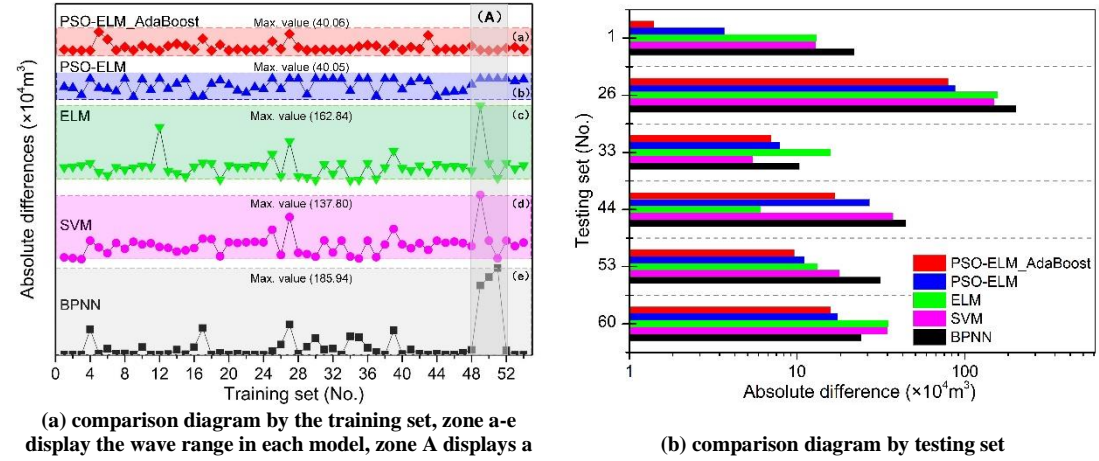 PSO-ELM_AdaBoost
Max. value (40.06)
(A)
(a)
PSO-ELM
Max. value (40.05)
(b)
ELM
Max. value (162.84)
(c)
SVM
Max. value (137.80)
(d)
BPNN
Max. value (185.94)
(e)
Absolute differences (×10⁴m³)
0 4 8 12 16 20 24 28 32 36 40 44 48 52
Training set (No.)
(a) comparison diagram by the training set, zone a-e
display the wave range in each model, zone A displays a
Testing set (No.)
1
26
33
44
53
60
PSO-ELM_AdaBoost
PSO-ELM
ELM
SVM
BPNN
1 10 100
Absolute difference (×10⁴m³)
(b) comparison diagram by testing set